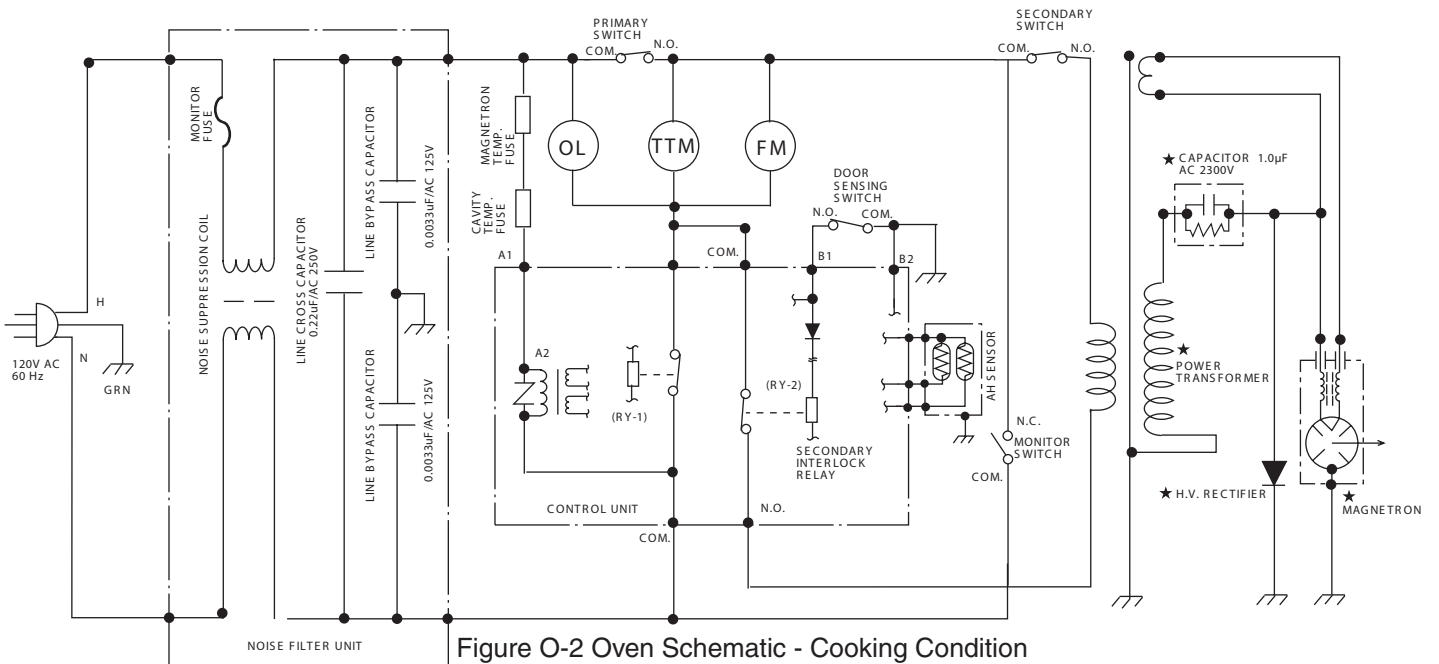 PRIMARY
SWITCH
COM.
N.O.
SECONDARY
SWITCH
COM.
N.O.
MONITOR
FUSE
NOISE SUPPRESSION COIL
LINE CROSS CAPACITOR
0.22uF/AC 250V
LINE BYPASS CAPACITOR
0.0033uF/AC 125V
LINE BYPASS CAPACITOR
0.0033uF/AC 125V
MAGNETRON
TEMP.
FUSE
CAVITY
TEMP.
FUSE
OL
TTM
FM
DOOR
SENSING
SWITCH
N.O.
COM.
★ CAPACITOR 1.0µF
AC 2300V
A1
COM.
B1
B2
H
N
120V AC
60 Hz
GRN
A2
(RY-1)
(RY-2)
AH SENSOR
★
POWER
TRANSFORMER
SECONDARY
INTERLOCK
RELAY
N.C.
MONITOR
SWITCH
COM.
CONTROL UNIT
N.O.
COM.
★ H.V. RECTIFIER
★
MAGNETRON
NOISE FILTER UNIT
Figure O-2 Oven Schematic - Cooking Condition